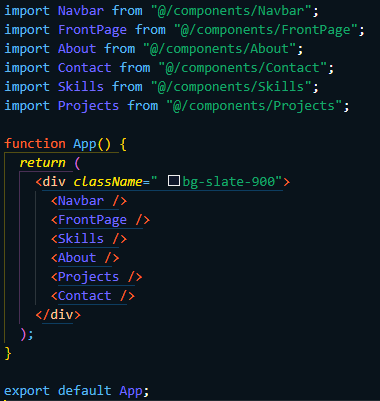 import Navbar from "@/components/Navbar";
import FrontPage from "@/components/FrontPage";
import About from "@/components/About";
import Contact from "@/components/Contact";
import Skills from "@/components/Skills";
import Projects from "@/components/Projects";
function App() {
return (
<div className=" bg-slate-900">
<Navbar />
<FrontPage />
<Skills />
<About />
<Projects />
<Contact />
</div>
);
}
export default App;